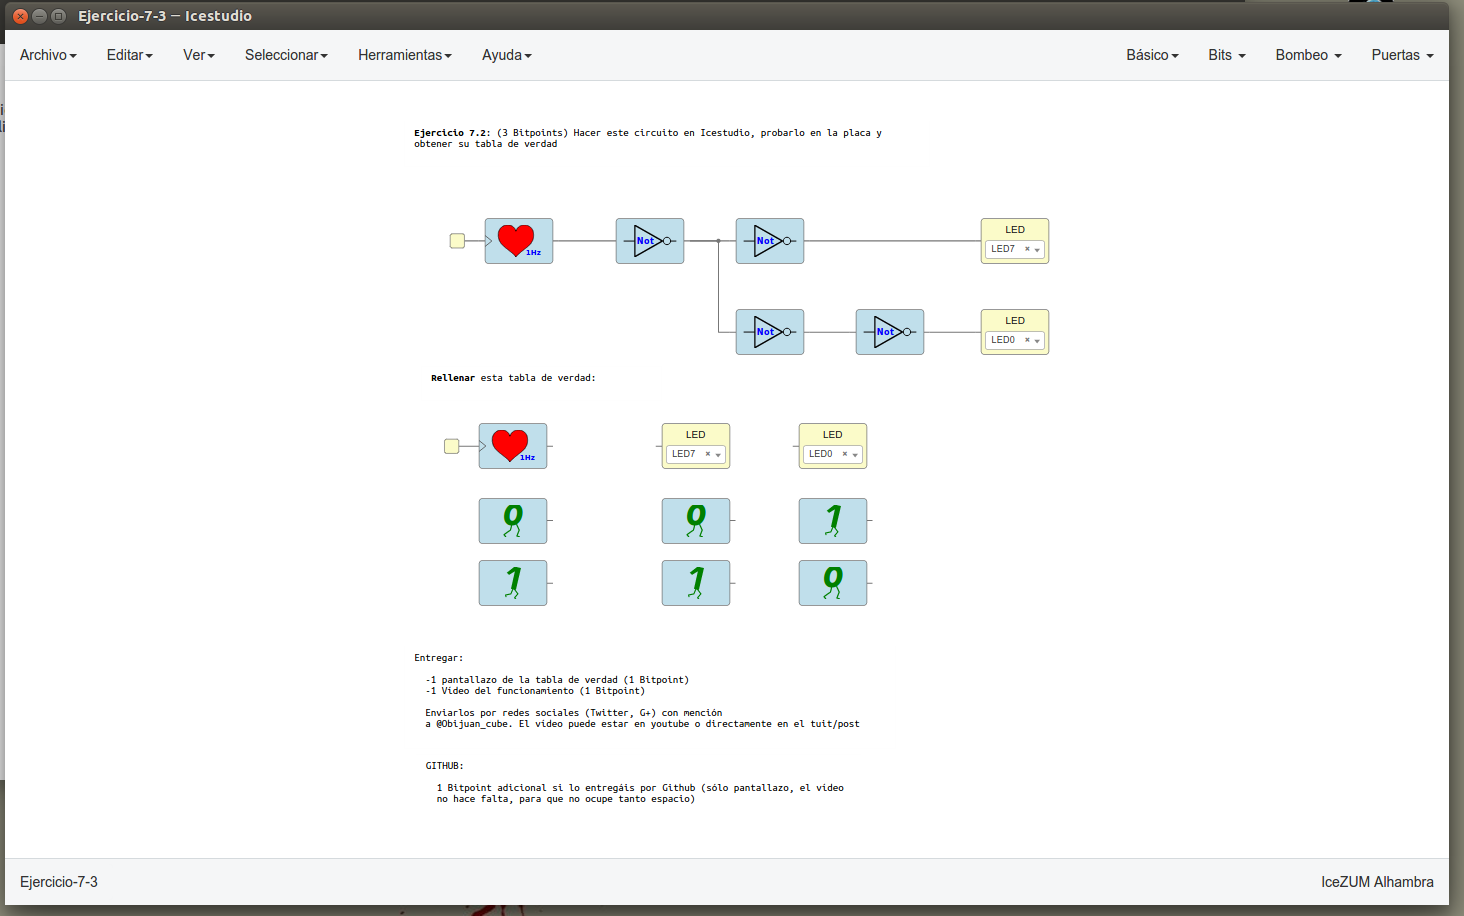 Ejercicio-7-3 — Icestudio
Archivo Editar Ver Seleccionar Herramientas Ayuda Básico Bits Bombeo Puertas
Ejercicio 7.2: (3 Bitpoints) Hacer este circuito en Icestudio, probarlo en la placa y
obtener su tabla de verdad
1Hz Not Not LED
LED7
Not Not LED
LED0
Rellenar esta tabla de verdad:
1Hz LED LED
LED7 LED0
0 0 1
1 1 0
Entregar:
-1 pantallazo de la tabla de verdad (1 Bitpoint)
-1 Video del funcionamiento (1 Bitpoint)
Enviarlos por redes sociales (Twitter, G+) con mención
a @Obijuan_cube. El video puede estar en youtube o directamente en el tuit/post
GITHUB:
1 Bitpoint adicional si lo entregáis por Github (sólo pantallazo, el video
no hace falta, para que no ocupe tanto espacio)
Ejercicio-7-3 IceZUM Alhambra